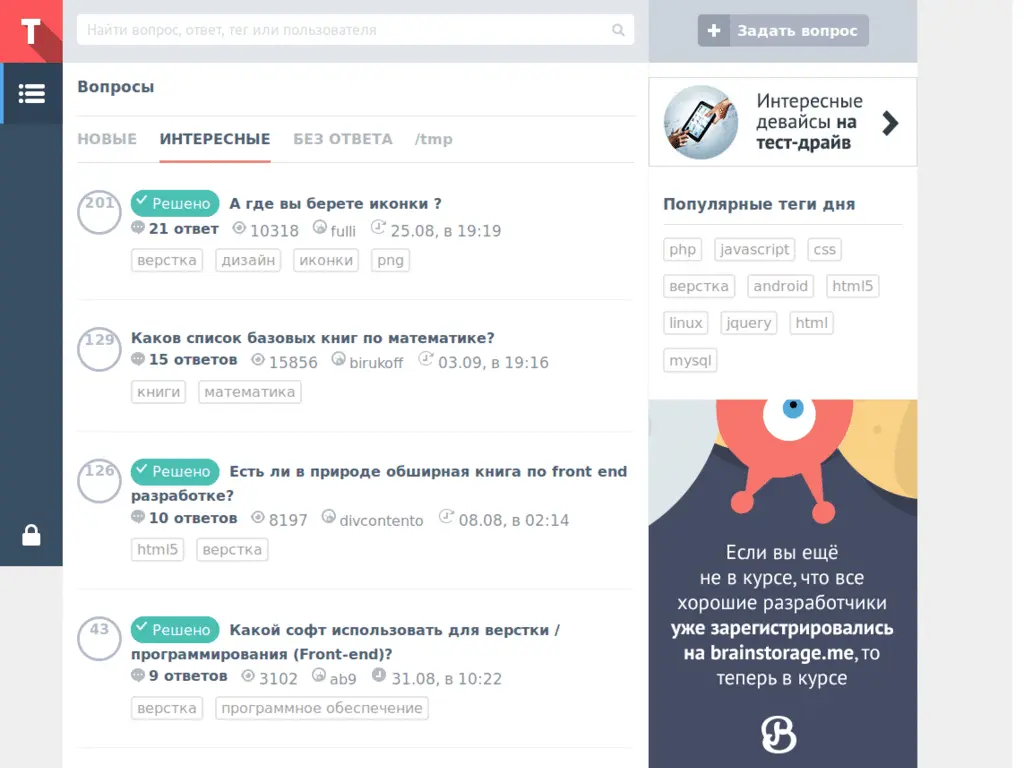 T
Найти вопрос, ответ, тег или пользователя
Задать вопрос
Вопросы
НОВЫЕ ИНТЕРЕСНЫЕ БЕЗ ОТВЕТА /tmp
201
Решено А где вы берете иконки ?
21 ответ 10318 fulli 25.08, в 19:19
верстка дизайн иконки png
129
Каков список базовых книг по математике?
15 ответов 15856 birukoff 03.09, в 19:16
книги математика
126
Решено Есть ли в природе обширная книга по front end
разработке?
10 ответов 8197 divcontento 08.08, в 02:14
html5 верстка
43
Решено Какой софт использовать для верстки /
программирования (Front-end)?
9 ответов 3102 ab9 31.08, в 10:22
верстка программное обеспечение
Интересные
девайсы на
тест-драйв
Популярные теги дня
php javascript css
верстка android html5
linux jquery html
mysql
Если вы ещё
не в курсе, что все
хорошие разработчики
уже зарегистрировались
на brainstorage.me, то
теперь в курсе
B